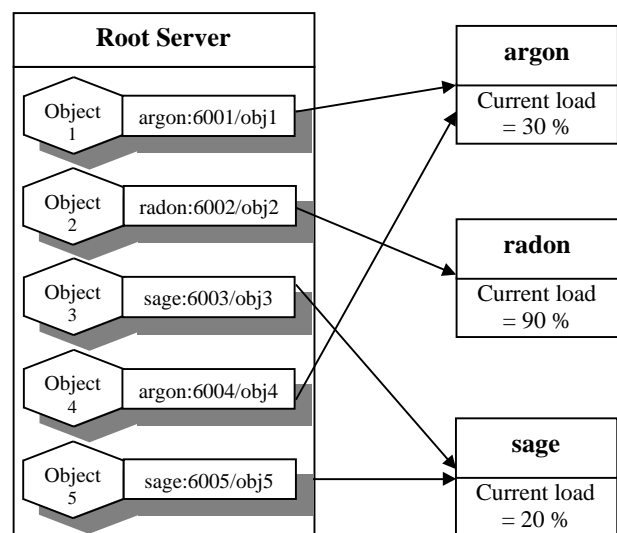 Root Server
Object
1
argon:6001/obj1
Object
2
radon:6002/obj2
Object
3
sage:6003/obj3
Object
4
argon:6004/obj4
Object
5
sage:6005/obj5
argon
Current load
= 30 %
radon
Current load
= 90 %
sage
Current load
= 20 %